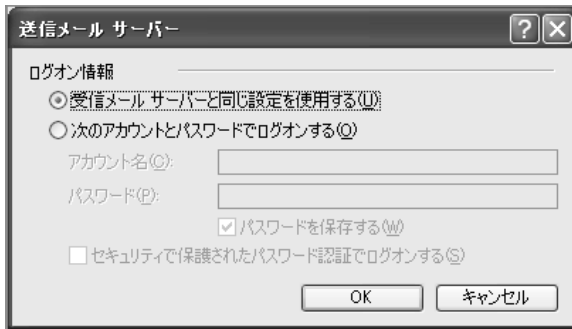 送信メール サーバー
ログオン情報
受信メール サーバーと同じ設定を使用する(U)
次のアカウントとパスワードでログオンする(O)
アカウント名(C):
パスワード(P):
パスワードを保存する(W)
セキュリティで保護されたパスワード認証でログオンする(S)
OK キャンセル